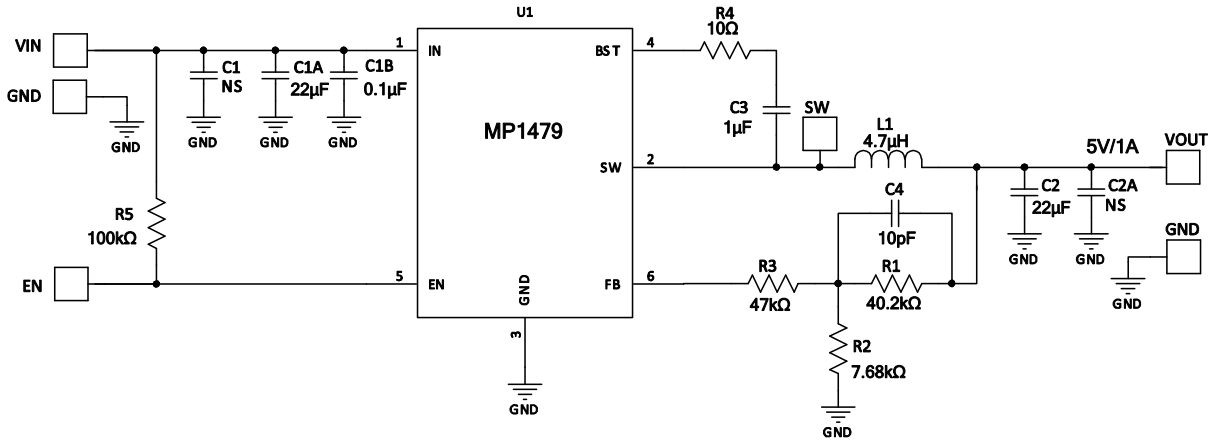 U1
MP1479
VIN
GND
GND
C1
NS
GND
C1A
22µF
GND
C1B
0.1µF
GND
R5
100kΩ
EN
1
IN
5
EN
GND
3
GND
BST
4
SW
2
FB
6
R4
10Ω
C3
1µF
SW
L1
4.7µH
C4
10pF
R3
47kΩ
R1
40.2kΩ
R2
7.68kΩ
GND
C2
22µF
GND
C2A
NS
GND
5V/1A
VOUT
GND
GND